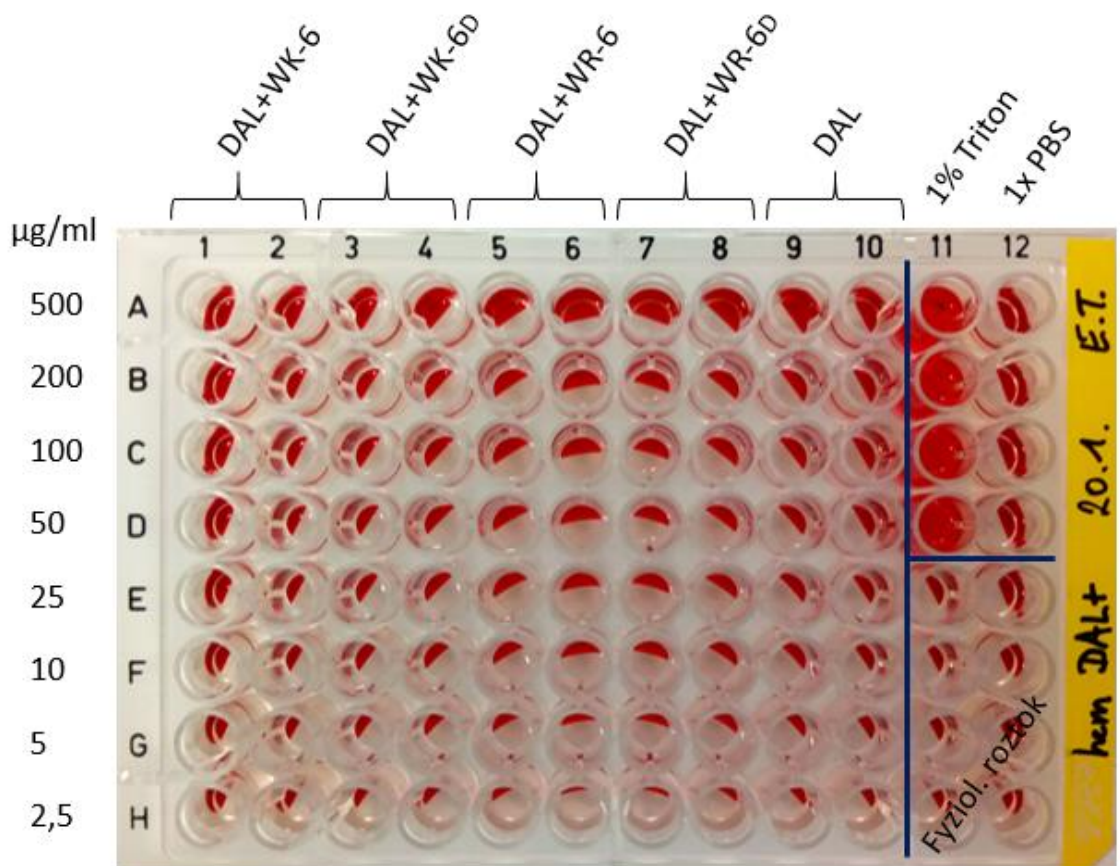 DAL+WK-6
DAL+WK-6D
DAL+WR-6
DAL+WR-6D
DAL
1% Triton
1x PBS
µg/ml
1 2 3 4 5 6 7 8 9 10 11 12
500 A
200 B
100 C
50 D
25 E
10 F
5 G
2,5 H
Fyziol. roztok
hem DAL+ 20.1. E.T.